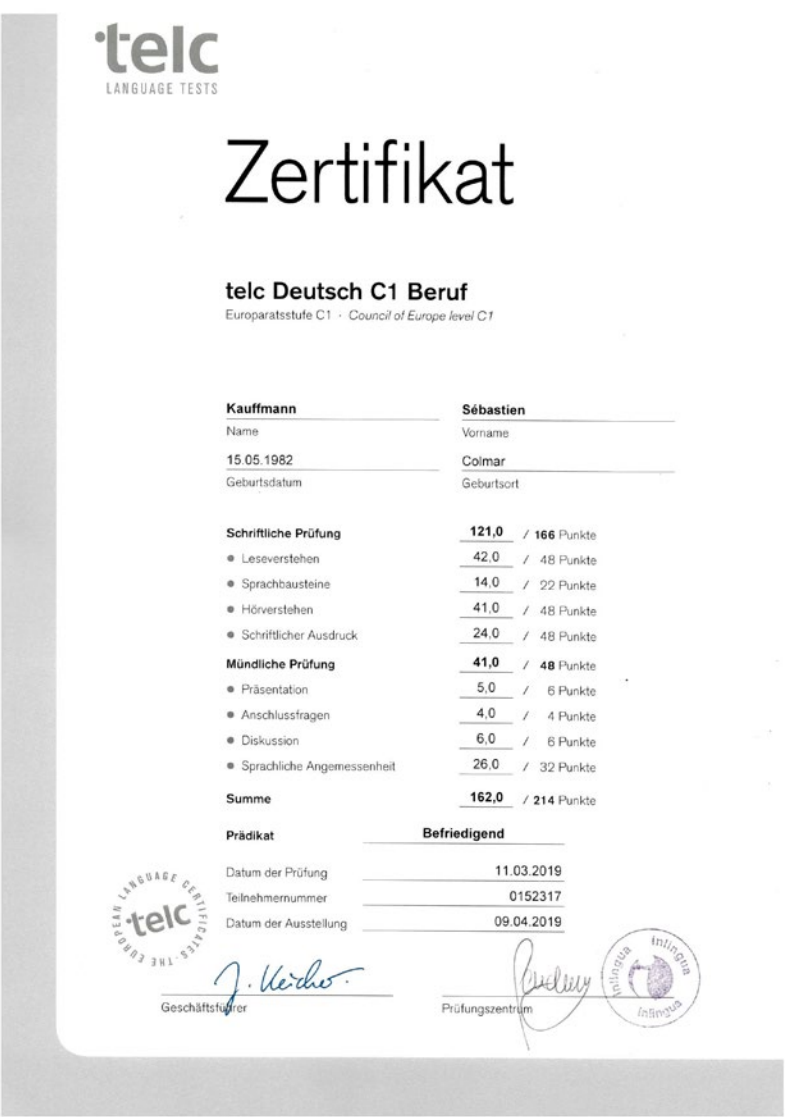 telc
LANGUAGE TESTS
Zertifikat
telc Deutsch C1 Beruf
Europaratsstufe C1 · Council of Europe level C1
Kauffmann Sébastien
Name Vorname
15.05.1982 Colmar
Geburtsdatum Geburtsort
Schriftliche Prüfung 121,0 / 166 Punkte
• Leseverstehen 42,0 / 48 Punkte
• Sprachbausteine 14,0 / 22 Punkte
• Hörverstehen 41,0 / 48 Punkte
• Schriftlicher Ausdruck 24,0 / 48 Punkte
Mündliche Prüfung 41,0 / 48 Punkte
• Präsentation 5,0 / 6 Punkte
• Anschlussfragen 4,0 / 4 Punkte
• Diskussion 6,0 / 6 Punkte
• Sprachliche Angemessenheit 26,0 / 32 Punkte
Summe 162,0 / 214 Punkte
Prädikat Befriedigend
Datum der Prüfung 11.03.2019
Teilnehmernummer 0152317
Datum der Ausstellung 09.04.2019
THE EUROPEAN LANGUAGE CERTIFICATES
telc
inlingua inlingua inlingua
Geschäftsführer Prüfungszentrum